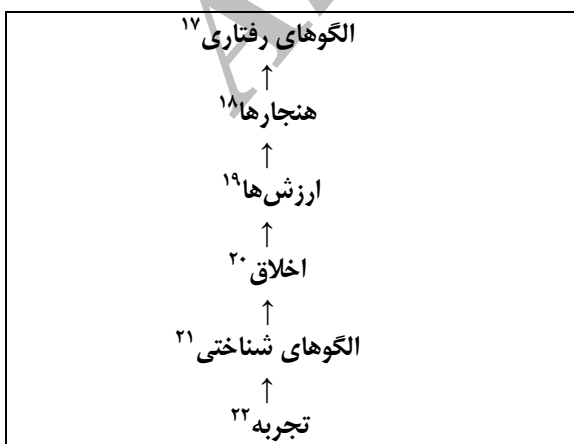 الگوهای رفتاری۱۷
↑
هنجارها۱۸
↑
ارزش‌ها۱۹
↑
اخلاق۲۰
↑
الگوهای شناختی۲۱
↑
تجربه۲۲